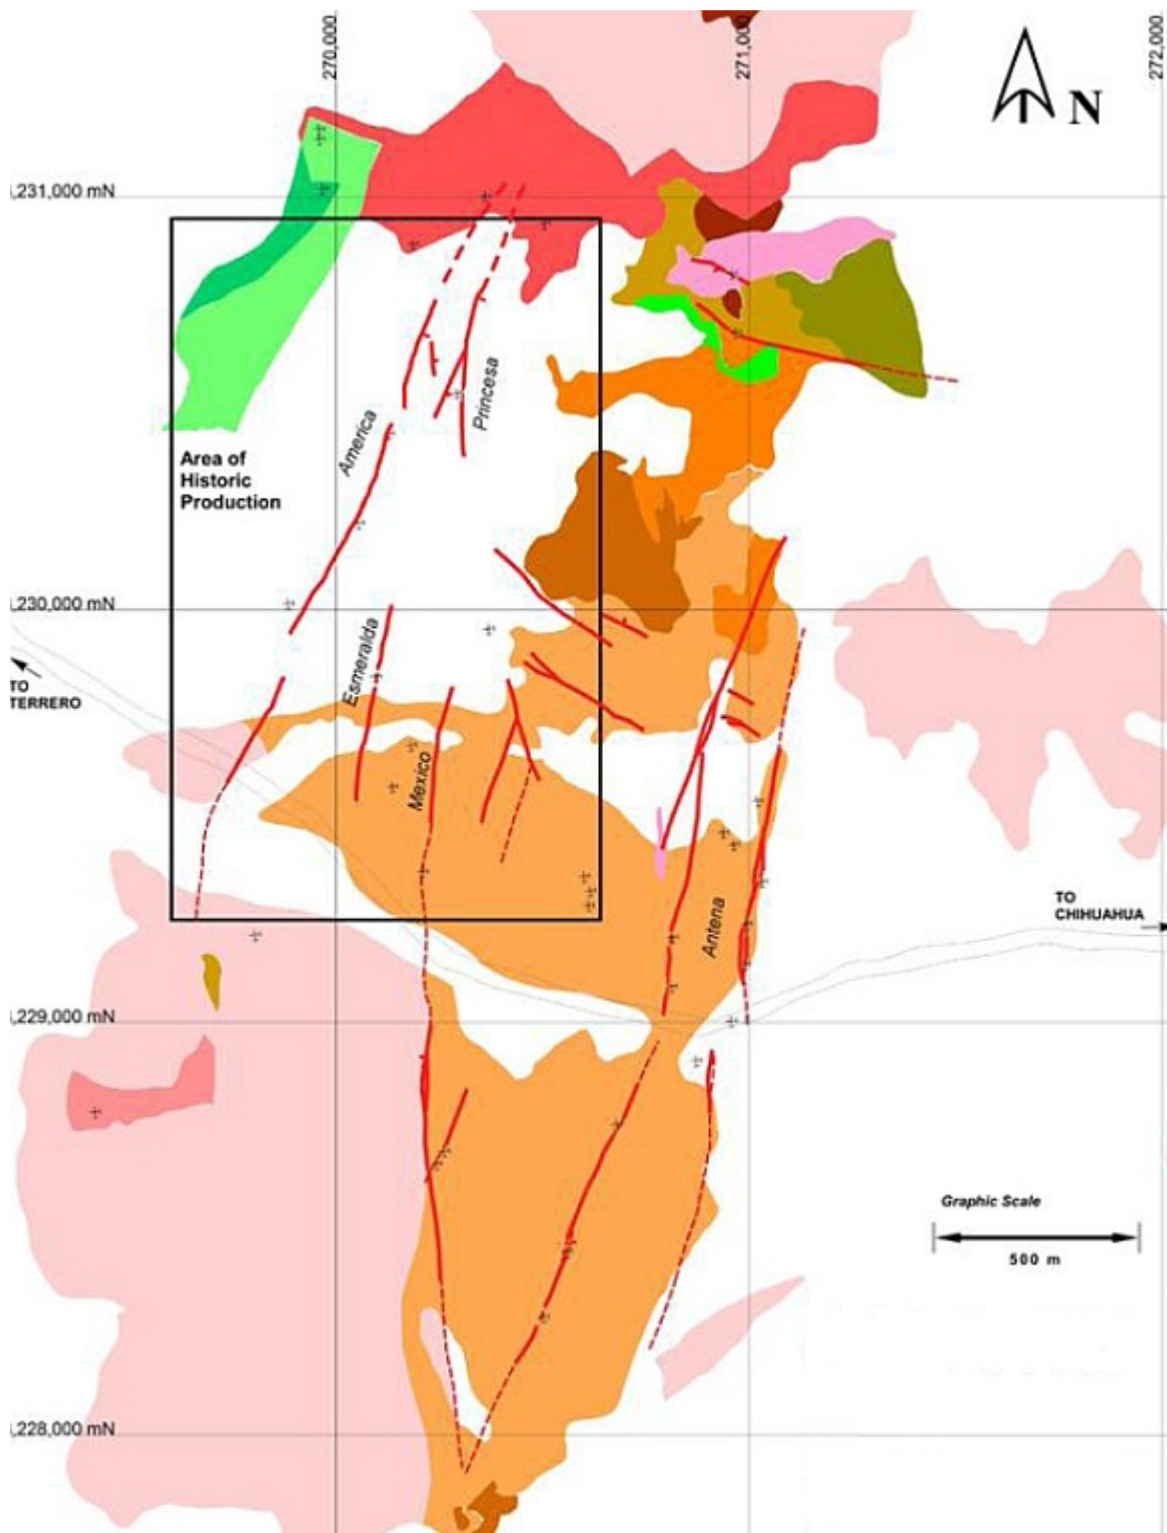 270,000
271,000
272,000
N
,231,000 mN
Princesa
America
Area of
Historic
Production
,230,000 mN
Esmeralda
TO
TERRERO
Mexico
TO
CHIHUAHUA
Antena
,229,000 mN
Graphic Scale
500 m
,228,000 mN